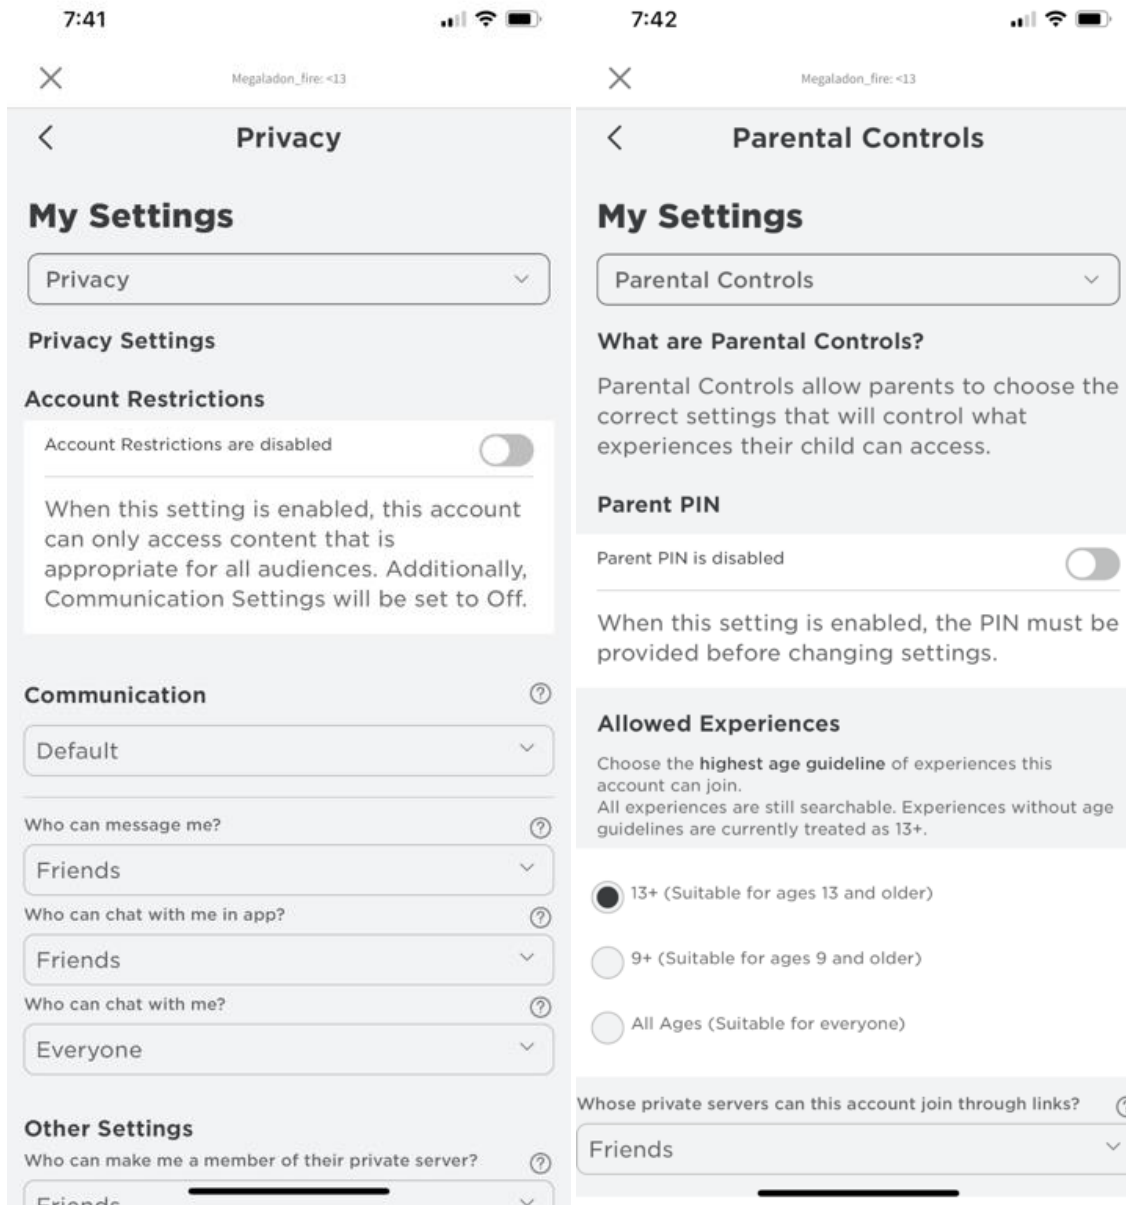 7:41
Megaladon_fire: <13
Privacy
My Settings
Privacy
Privacy Settings
Account Restrictions
Account Restrictions are disabled
When this setting is enabled, this account
can only access content that is
appropriate for all audiences. Additionally,
Communication Settings will be set to Off.
Communication
Default
Who can message me?
Friends
Who can chat with me in app?
Friends
Who can chat with me?
Everyone
Other Settings
Who can make me a member of their private server?
Friends
7:42
Megaladon_fire: <13
Parental Controls
My Settings
Parental Controls
What are Parental Controls?
Parental Controls allow parents to choose the
correct settings that will control what
experiences their child can access.
Parent PIN
Parent PIN is disabled
When this setting is enabled, the PIN must be
provided before changing settings.
Allowed Experiences
Choose the highest age guideline of experiences this
account can join.
All experiences are still searchable. Experiences without age
guidelines are currently treated as 13+.
13+ (Suitable for ages 13 and older)
9+ (Suitable for ages 9 and older)
All Ages (Suitable for everyone)
Whose private servers can this account join through links?
Friends